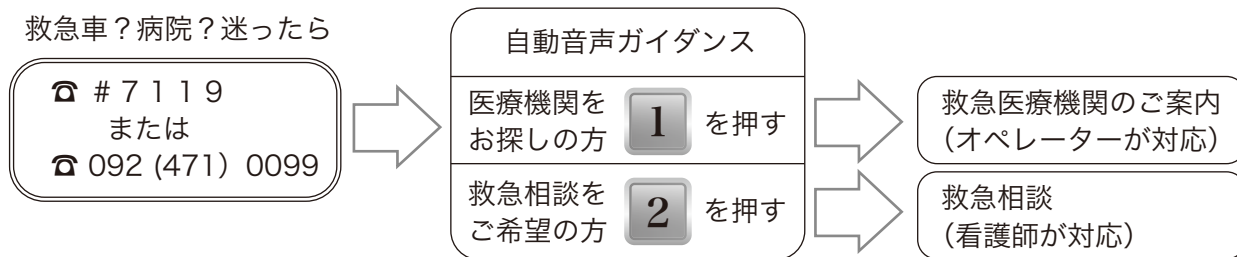 救急車？病院？迷ったら
☎ #７１１９
または
☎ 092 (471）0099
自動音声ガイダンス
医療機関を
お探しの方
1
を押す
救急相談を
ご希望の方
2
を押す
救急医療機関のご案内
（オペレーターが対応）
救急相談
（看護師が対応）